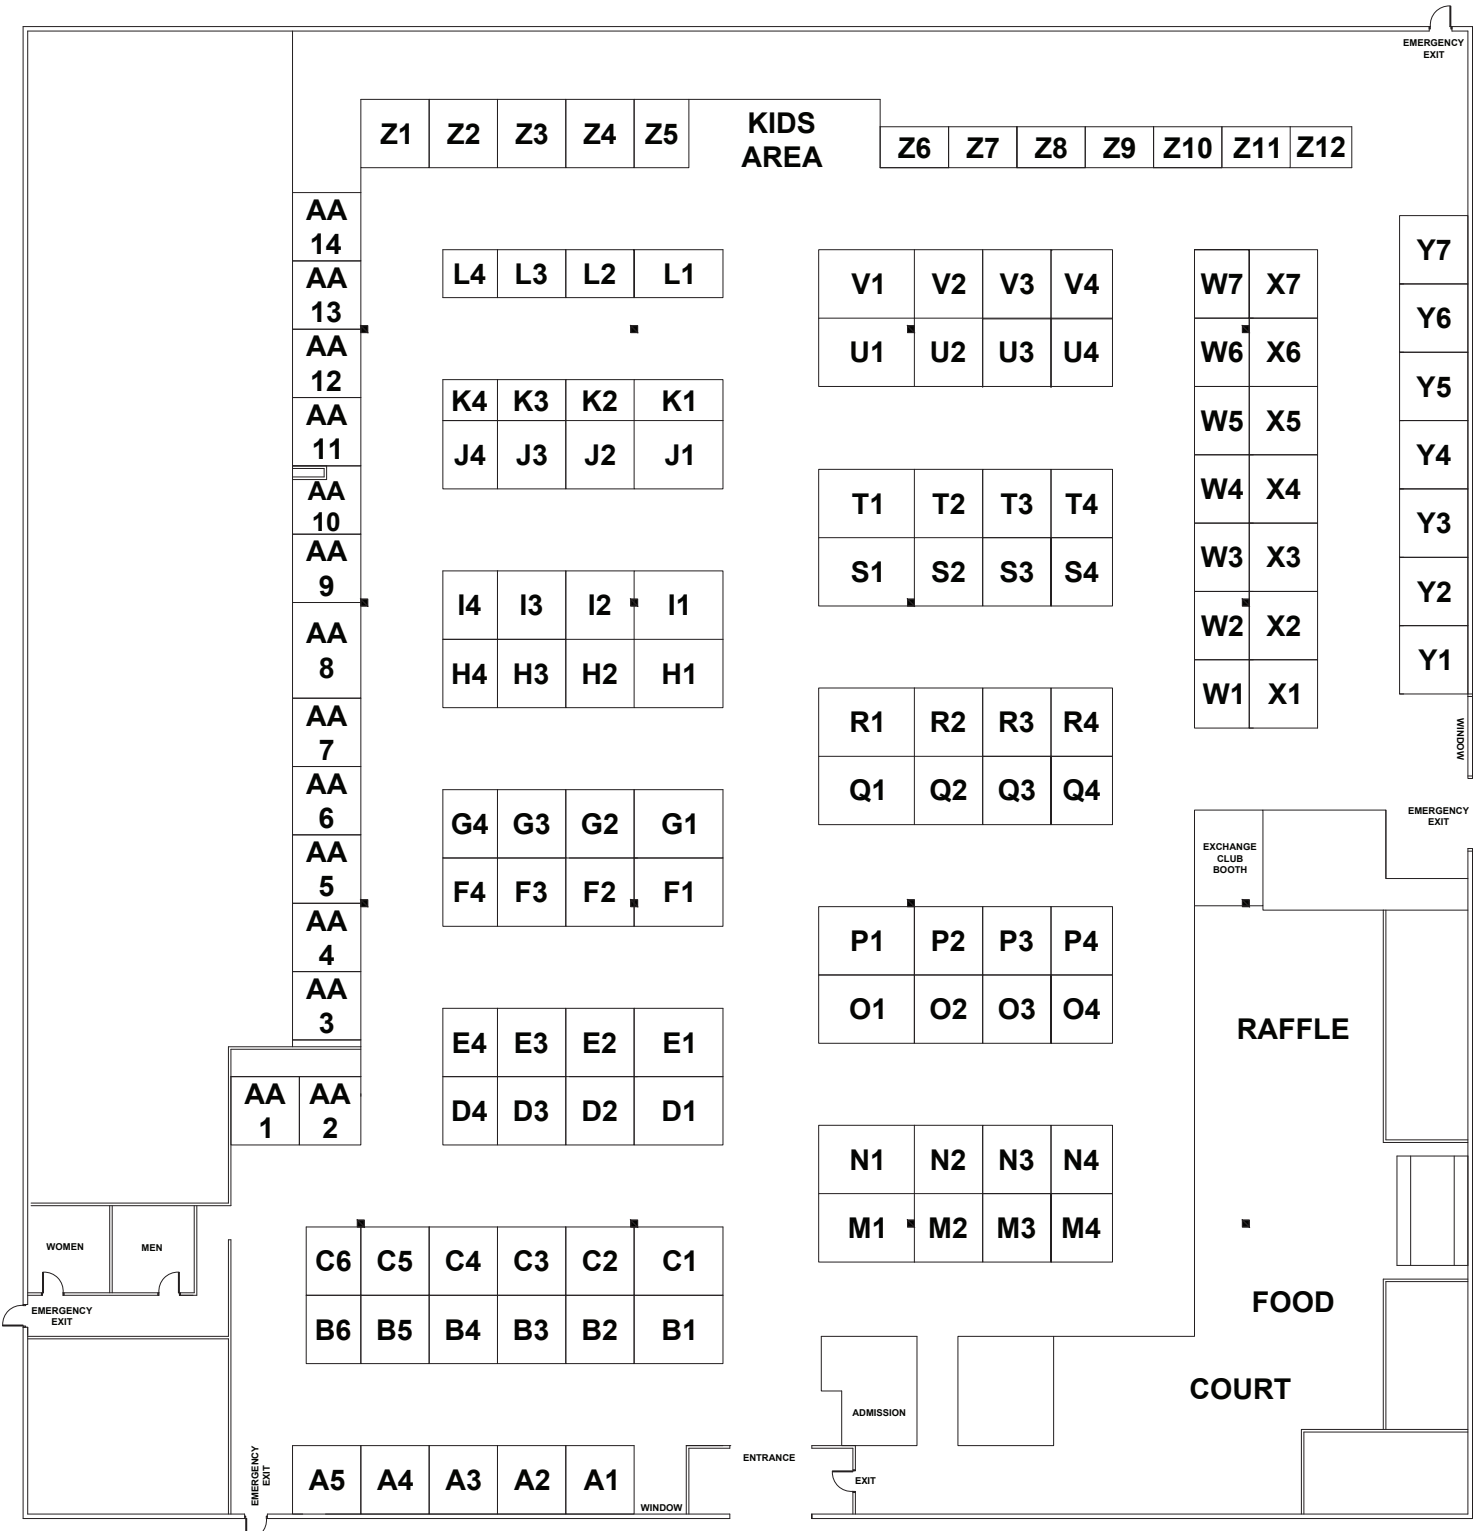 EMERGENCY
EXIT
KIDS
AREA
Z1 Z2 Z3 Z4 Z5
Z6 Z7 Z8 Z9 Z10 Z11 Z12
AA
14
AA
13
AA
12
AA
11
AA
10
AA
9
AA
8
AA
7
AA
6
AA
5
AA
4
AA
3
AA
1
AA
2
L4 L3 L2 L1
K4 K3 K2 K1
J4 J3 J2 J1
I4 I3 I2 I1
H4 H3 H2 H1
G4 G3 G2 G1
F4 F3 F2 F1
E4 E3 E2 E1
D4 D3 D2 D1
C6 C5 C4 C3 C2 C1
B6 B5 B4 B3 B2 B1
A5 A4 A3 A2 A1
V1 V2 V3 V4
U1 U2 U3 U4
T1 T2 T3 T4
S1 S2 S3 S4
R1 R2 R3 R4
Q1 Q2 Q3 Q4
P1 P2 P3 P4
O1 O2 O3 O4
N1 N2 N3 N4
M1 M2 M3 M4
W7 X7
W6 X6
W5 X5
W4 X4
W3 X3
W2 X2
W1 X1
Y7
Y6
Y5
Y4
Y3
Y2
Y1
WINDOW
EMERGENCY
EXIT
EXCHANGE
CLUB
BOOTH
RAFFLE
FOOD
COURT
WOMEN
MEN
EMERGENCY
EXIT
EMERGENCY
EXIT
WINDOW
ENTRANCE
ADMISSION
EXIT